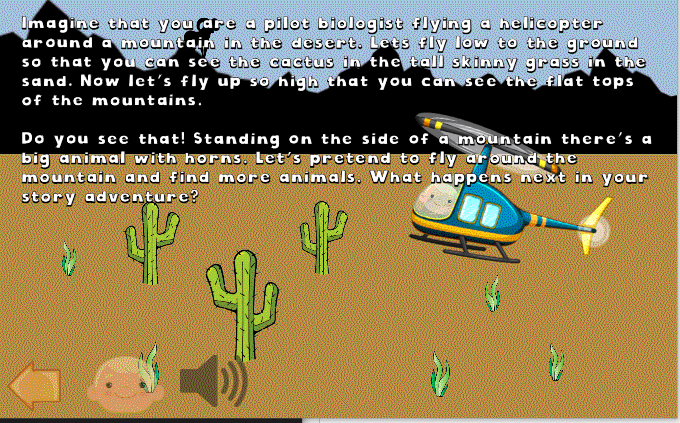 Imagine that you are a pilot biologist flying a helicopter
around a mountain in the desert. Lets fly low to the ground
so that you can see the cactus in the tall skinny grass in the
sand. Now let's fly up so high that you can see the flat tops
of the mountains.
Do you see that! Standing on the side of a mountain there's a
big animal with horns. Let's pretend to fly around the
mountain and find more animals. What happens next in your
story adventure?